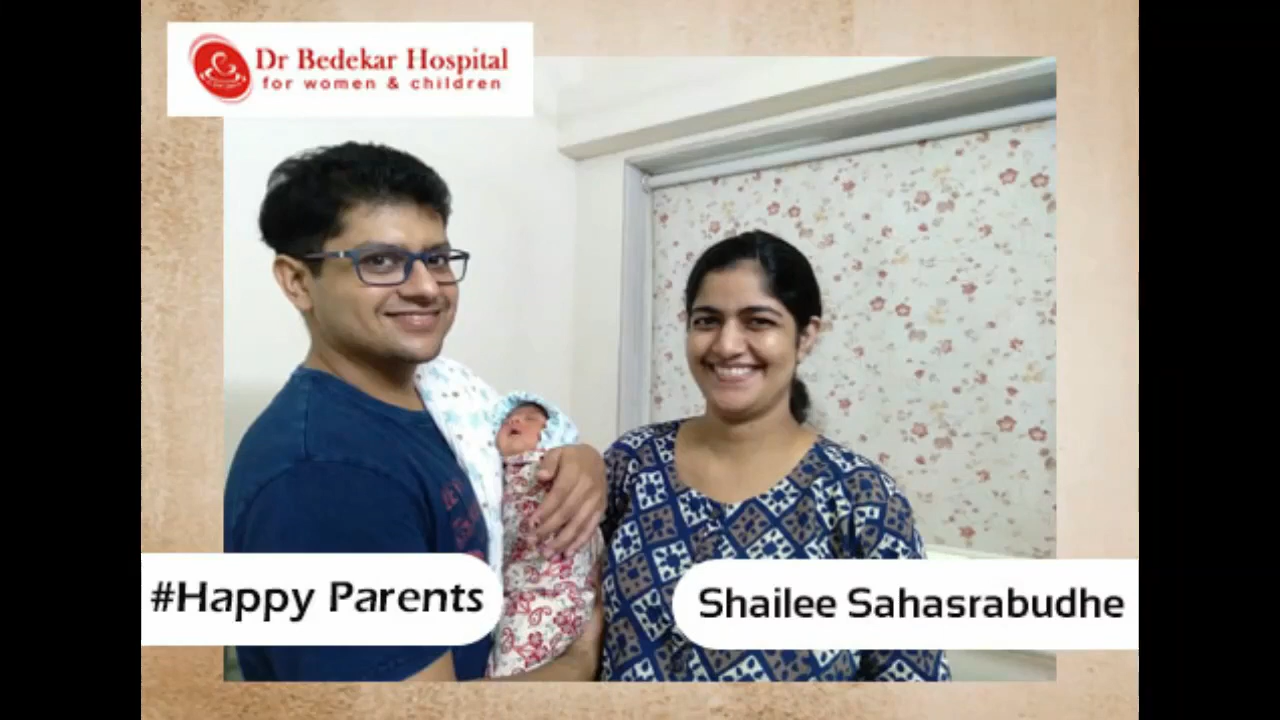 Dr Bedekar Hospital
for women & children
#Happy Parents
Shailee Sahasrabudhe